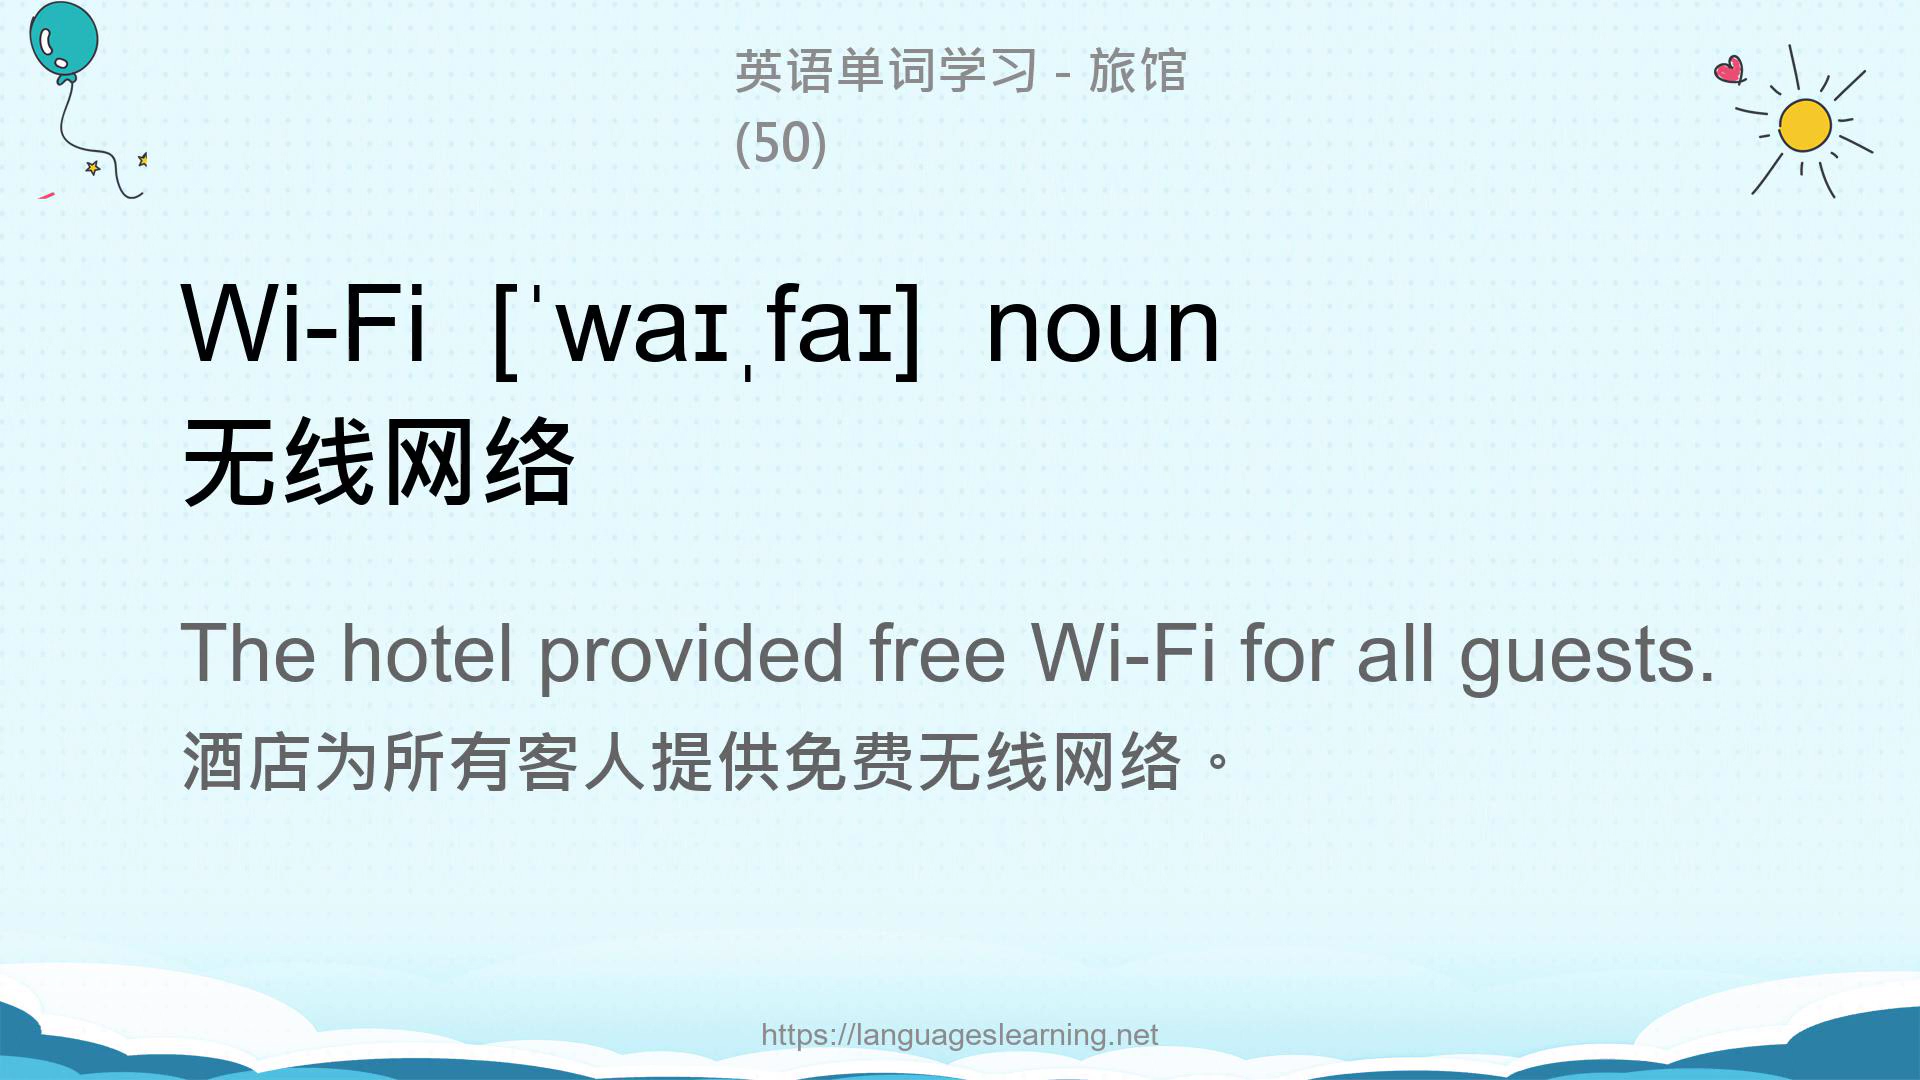 英语单词学习 - 旅馆
(50)
Wi-Fi [ˈwaɪˌfaɪ] noun
无线网络
The hotel provided free Wi-Fi for all guests.
酒店为所有客人提供免费无线网络。
https://languageslearning.net